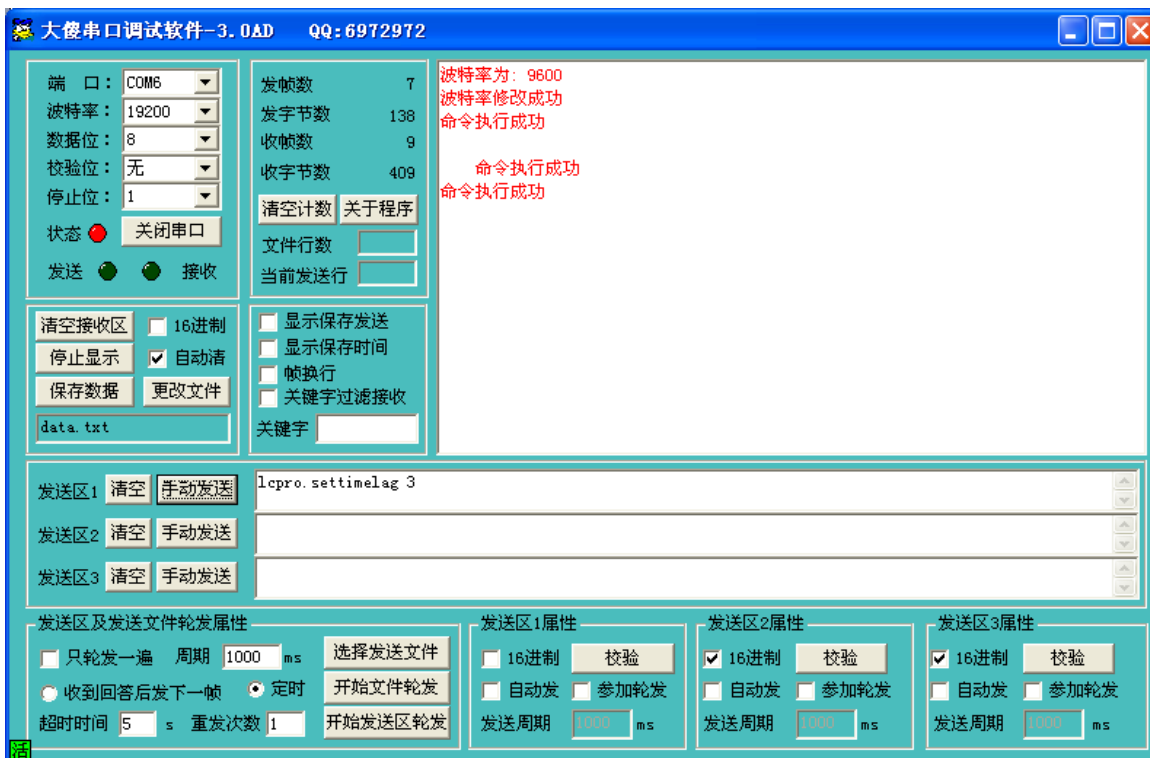 大傻串口调试软件-3.0AD QQ:6972972
端 口： COM6
波特率： 19200
数据位： 8
校验位： 无
停止位： 1
状态 关闭串口
发送 接收
发帧数 7
发字节数 138
收帧数 9
收字节数 409
清空计数 关于程序
文件行数
当前发送行
波特率为: 9600
波特率修改成功
命令执行成功
命令执行成功
命令执行成功
清空接收区 16进制
停止显示 自动清
保存数据 更改文件
data.txt
显示保存发送
显示保存时间
帧换行
关键字过滤接收
关键字
发送区1 清空 手动发送 lcpro.settimelag 3
发送区2 清空 手动发送
发送区3 清空 手动发送
发送区及发送文件轮发属性
只轮发一遍 周期 1000 ms 选择发送文件
收到回答后发下一帧 定时 开始文件轮发
超时时间 5 s 重发次数 1 开始发送区轮发
发送区1属性
16进制 校验
自动发 参加轮发
发送周期 1000 ms
发送区2属性
16进制 校验
自动发 参加轮发
发送周期 1000 ms
发送区3属性
16进制 校验
自动发 参加轮发
发送周期 1000 ms
活